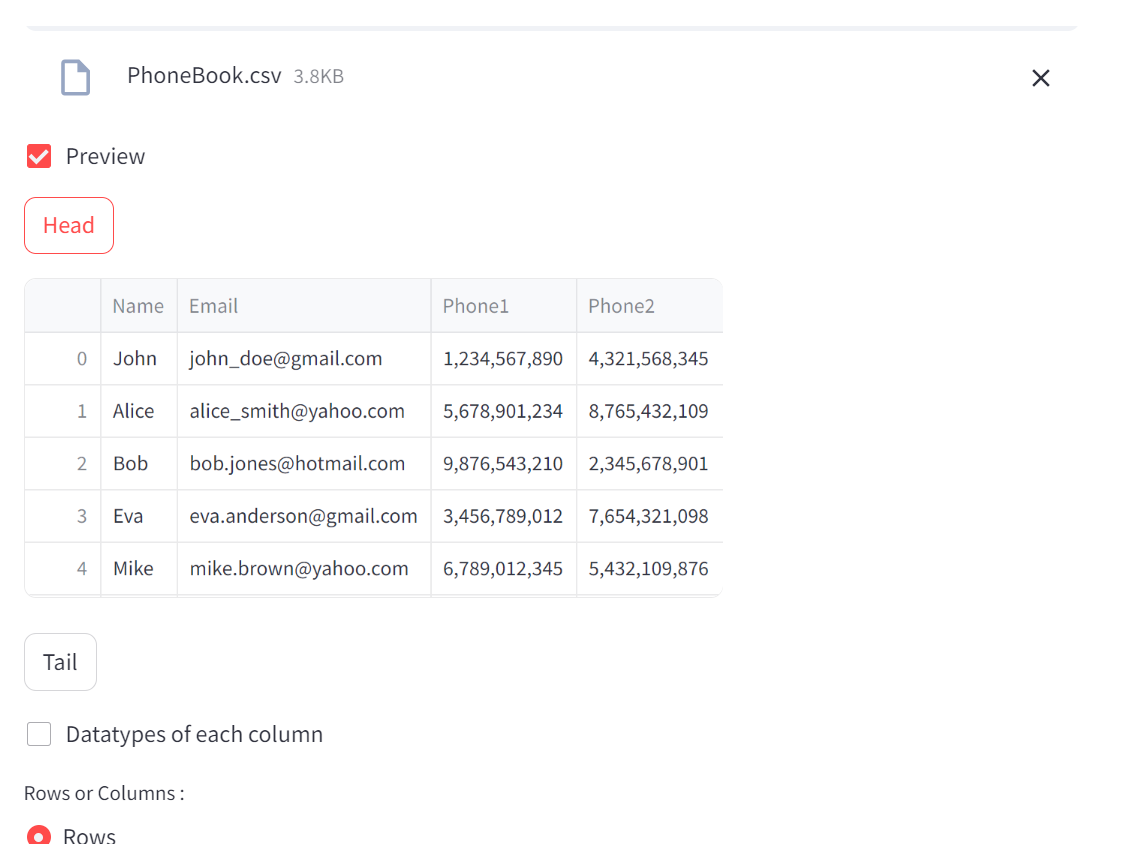 PhoneBook.csv 3.8KB
Preview
Head
Name Email Phone1 Phone2
0 John john_doe@gmail.com 1,234,567,890 4,321,568,345
1 Alice alice_smith@yahoo.com 5,678,901,234 8,765,432,109
2 Bob bob.jones@hotmail.com 9,876,543,210 2,345,678,901
3 Eva eva.anderson@gmail.com 3,456,789,012 7,654,321,098
4 Mike mike.brown@yahoo.com 6,789,012,345 5,432,109,876
Tail
Datatypes of each column
Rows or Columns :
Rows